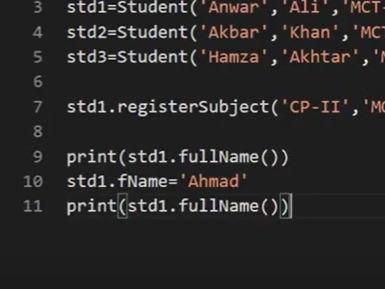 3 std1=Student('Anwar','Ali','MCT-
4 std2=Student('Akbar','Khan','MCT
5 std3=Student('Hamza','Akhtar','
6
7 std1.registerSubject('CP-II','
8
9 print(std1.fullName())
10 std1.fName='Ahmad'
11 print(std1.fullName())